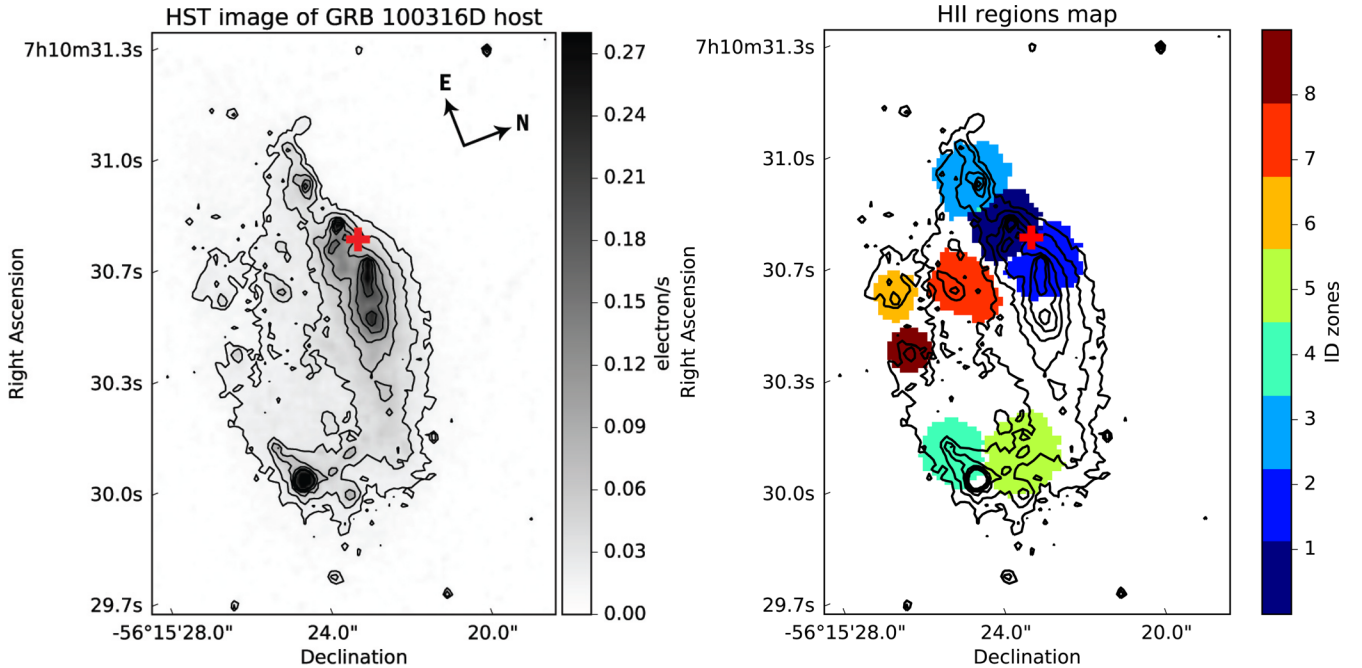 HST image of GRB 100316D host
7h10m31.3s
31.0s
30.7s
30.3s
30.0s
29.7s
Right Ascension
-56°15'28.0"
24.0"
20.0"
Declination
E
N
0.27
0.24
0.21
0.18
0.15
0.12
0.09
0.06
0.03
0.00
electron/s
HII regions map
7h10m31.3s
31.0s
30.7s
30.3s
30.0s
29.7s
Right Ascension
-56°15'28.0"
24.0"
20.0"
Declination
8
7
6
5
4
3
2
1
ID zones